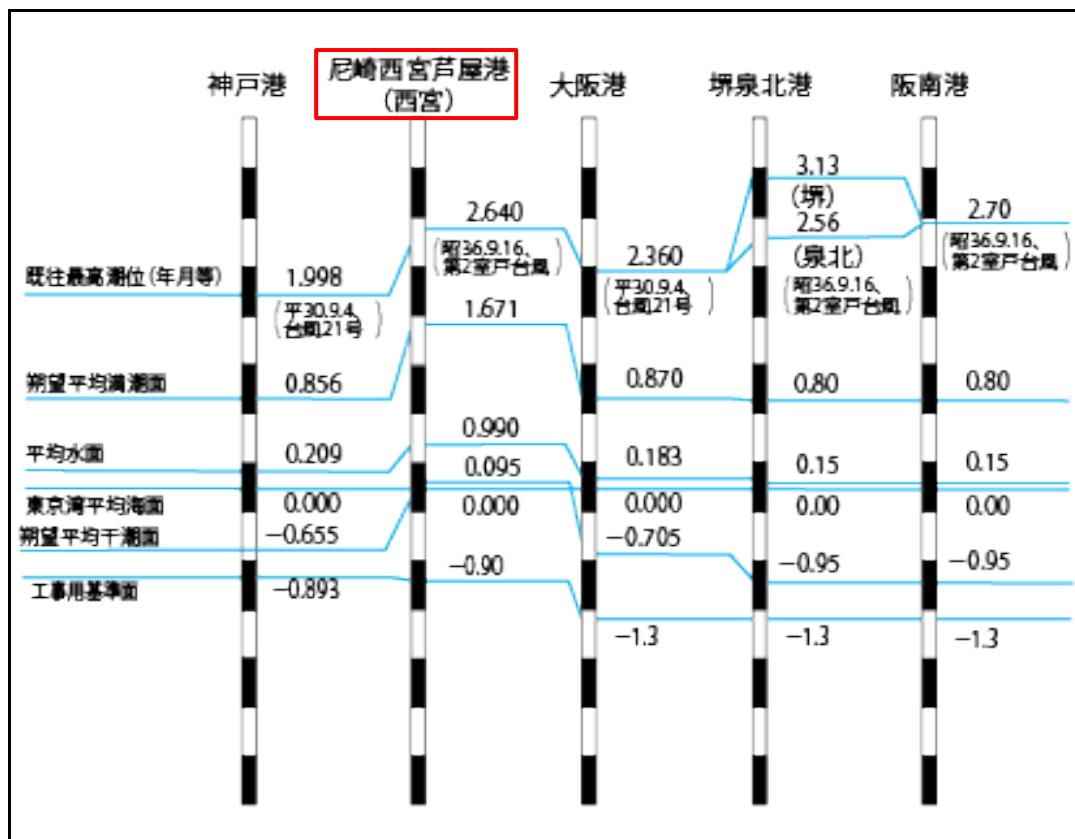 神戸港
尼崎西宮芦屋港
(西宮)
大阪港
堺泉北港
阪南港
既往最高潮位(年月等)
1.998
(平30.9.4、
台風21号)
2.640
(昭36.9.16、
第2室戸台風)
2.360
(平30.9.4、
台風21号)
3.13
(堺)
2.56
(泉北)
(昭36.9.16、
第2室戸台風)
2.70
(昭36.9.16、
第2室戸台風)
朔望平均満潮面
0.856
1.671
0.870
0.80
0.80
平均水面
0.209
0.990
0.183
0.15
0.15
東京湾平均海面
0.000
0.000
0.000
0.00
0.00
朔望平均干潮面
−0.655
0.095
−0.705
−0.95
−0.95
工事用基準面
−0.893
−0.90
−1.3
−1.3
−1.3